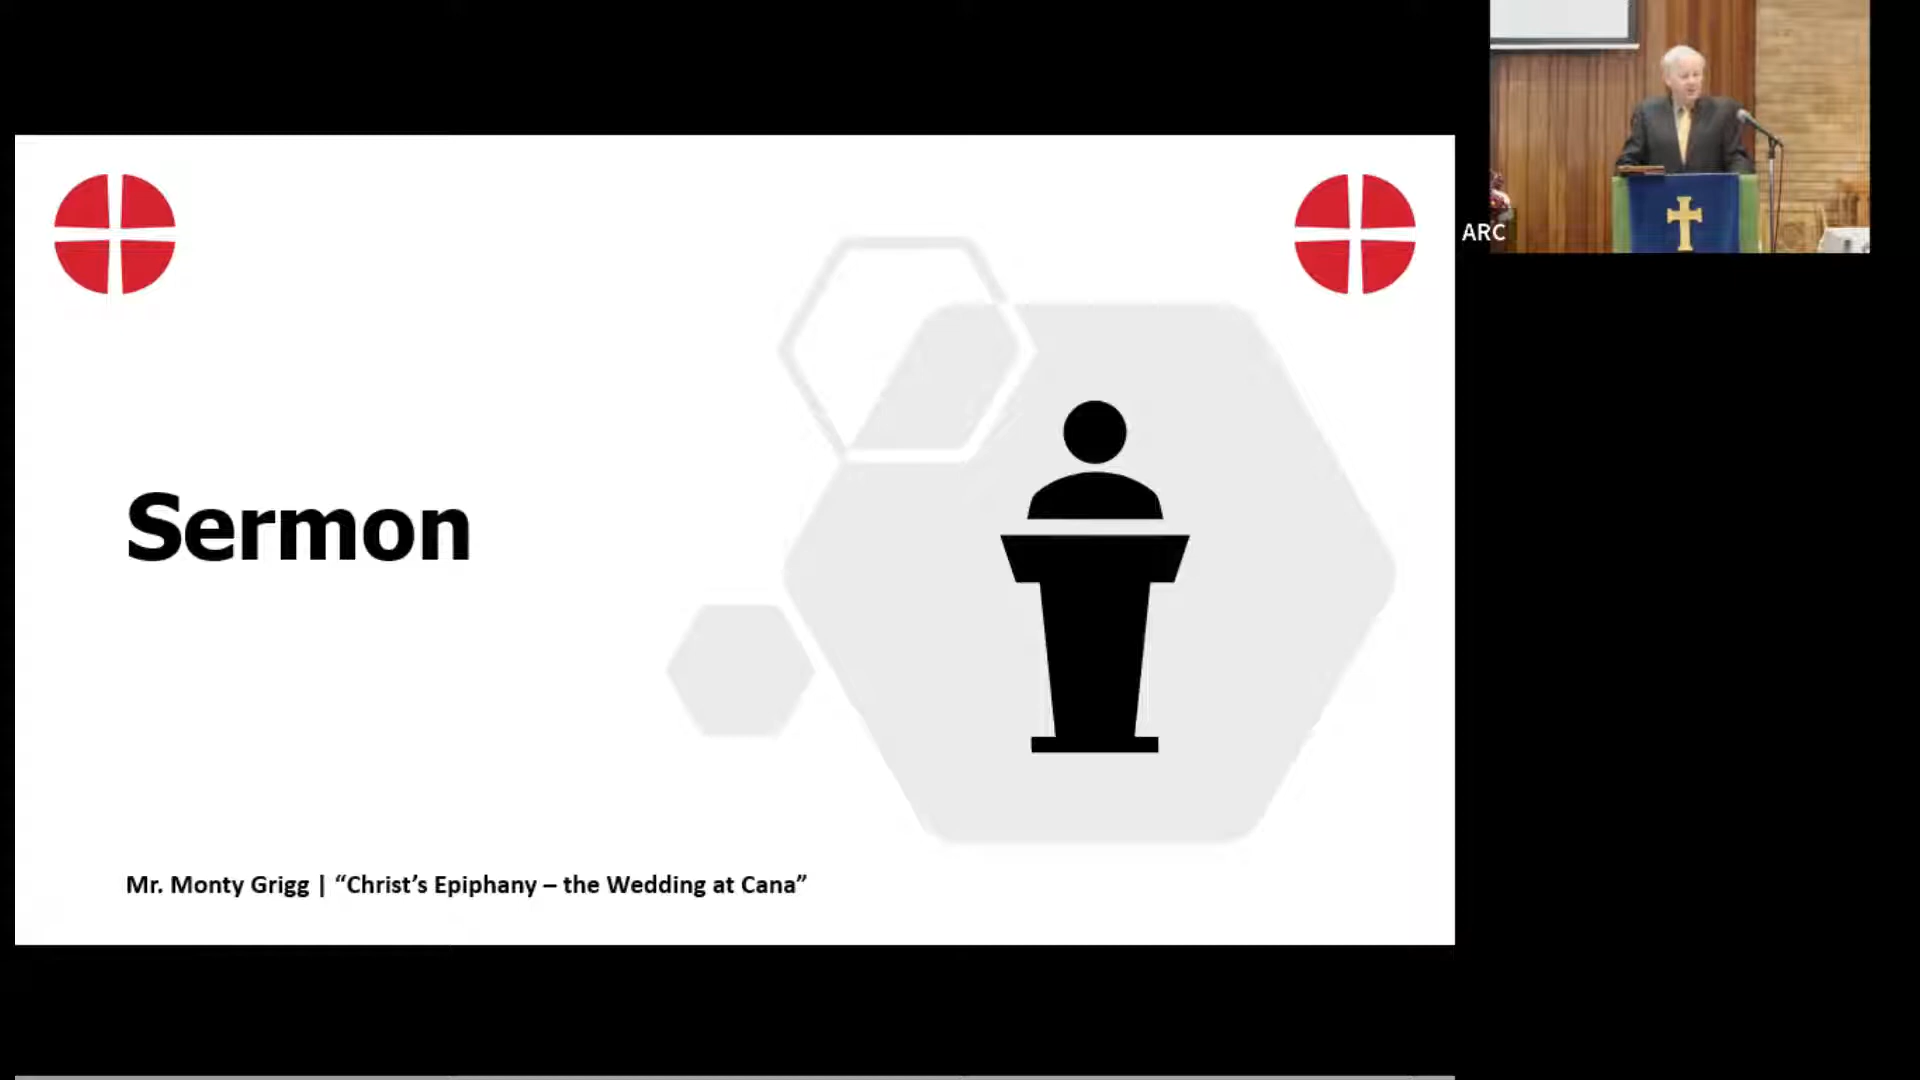 ARC
Sermon
Mr. Monty Grigg | “Christ’s Epiphany – the Wedding at Cana”